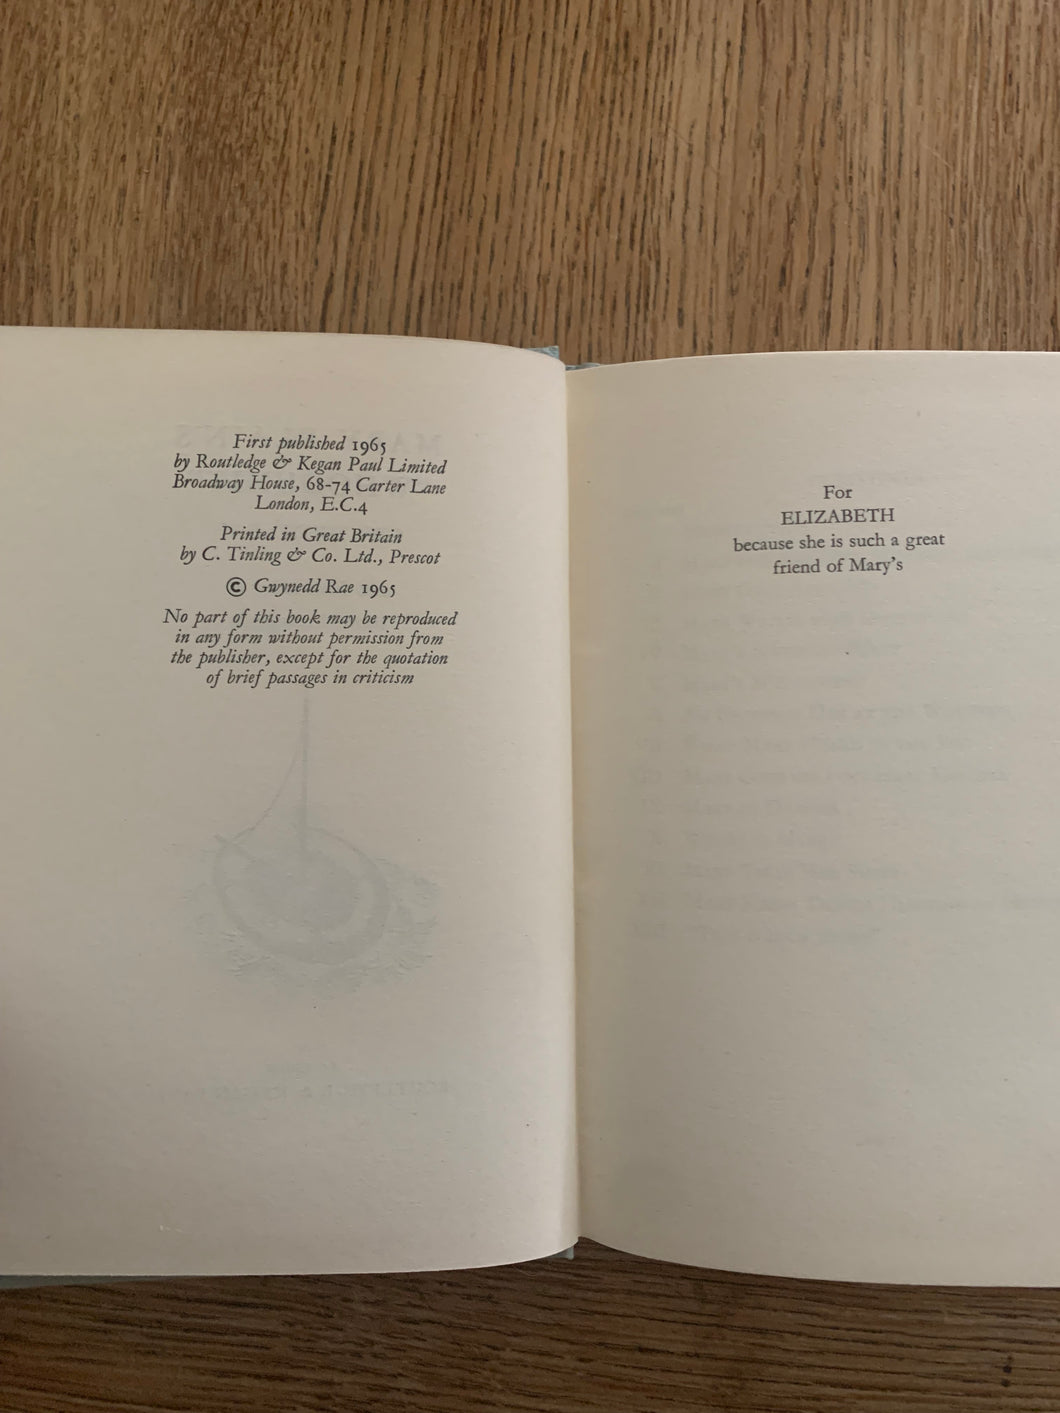 First published 1965
by Routledge & Kegan Paul Limited
Broadway House, 68-74 Carter Lane
London, E.C.4
Printed in Great Britain
by C. Tinling & Co. Ltd., Prescot
© Gwynedd Rae 1965
No part of this book may be reproduced
in any form without permission from
the publisher, except for the quotation
of brief passages in criticism
For
ELIZABETH
because she is such a great
friend of Mary's